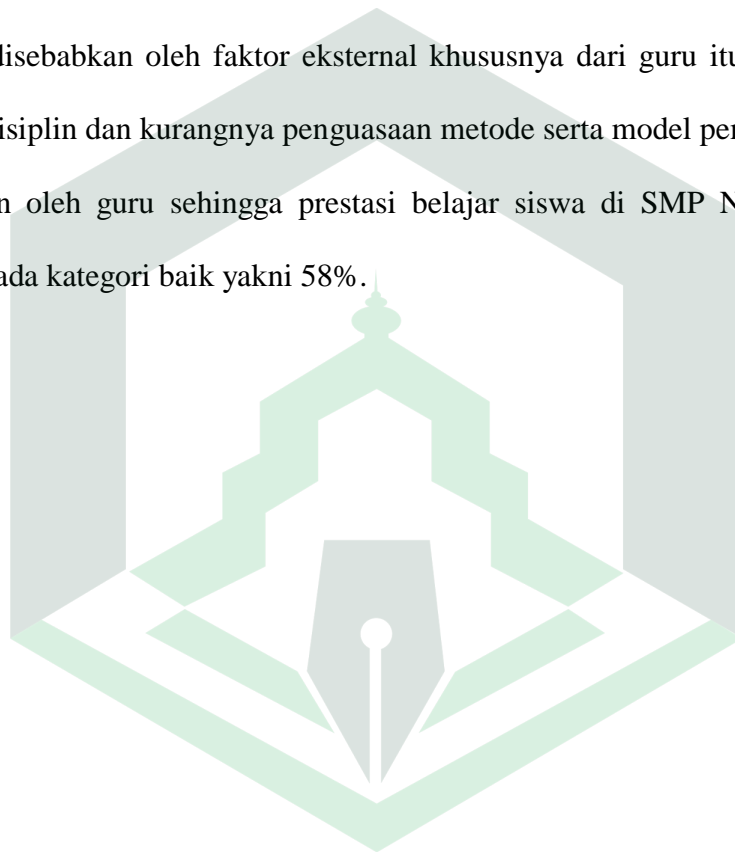 disebabkan oleh faktor eksternal khususnya dari guru itu
isiplin dan kurangnya penguasaan metode serta model per
n oleh guru sehingga prestasi belajar siswa di SMP N
ada kategori baik yakni 58%.